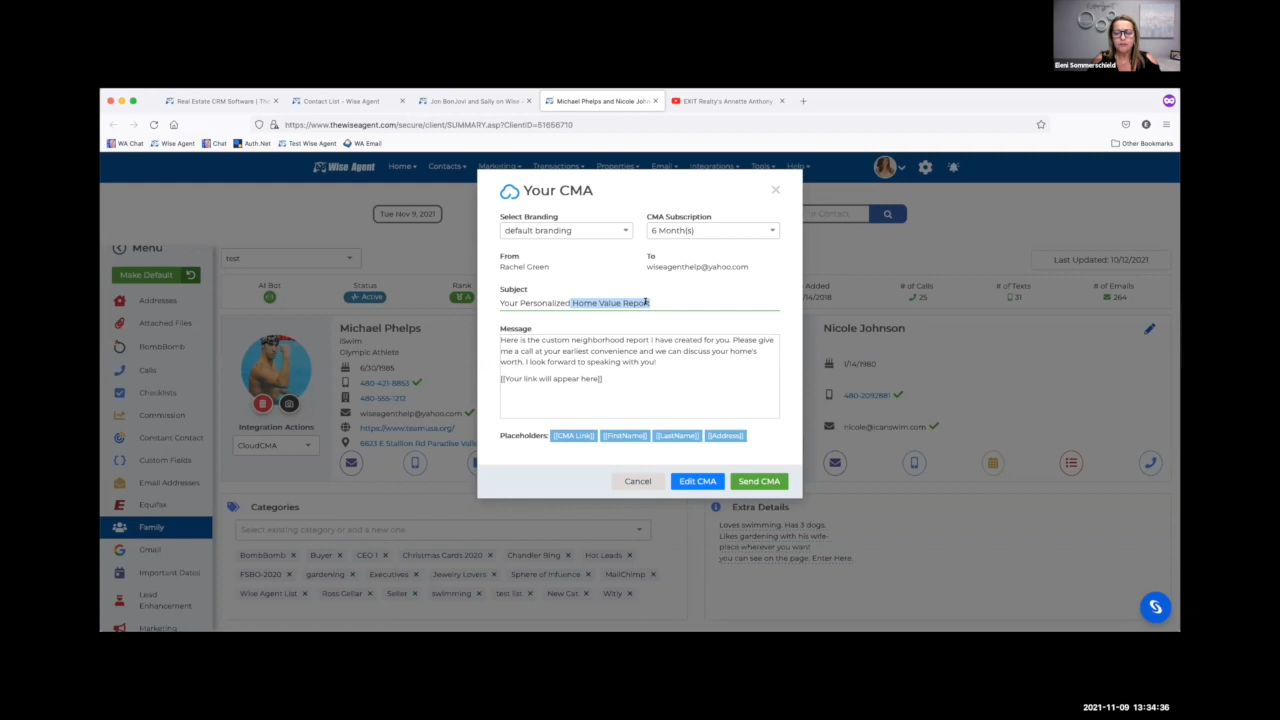 Eleni Sommerschield
Real Estate CRM Software | The
Contact List - Wise Agent
Jon BonJovi and Sally on Wise A
Michael Phelps and Nicole John
EXIT Realty's Annette Anthony
https://www.thewiseagent.com/secure/client/SUMMARY.asp?ClientID=51656710
WA Chat
Wise Agent
Chat
Auth.Net
Test Wise Agent
WA Email
Other Bookmarks
Wise Agent
Home
Contacts
Marketing
Transactions
Properties
Email
Integrations
Tools
Help
Tue Nov 9, 2021
Contact
Menu
test
Last Updated: 10/12/2021
Make Default
AI Bot
Status
Active
Rank
A
/14/2018
# of Calls
25
# of Texts
31
# of Emails
264
Addresses
Attached Files
BombBomb
Calls
Checklists
Commission
Constant Contact
Custom Fields
Email Addresses
Equifax
Family
Gmail
Important Dates
Lead
Enhancement
Marketing
Michael Phelps
Olympic Athlete
6/30/1985
480-421-8853
480-555-1212
wiseagenthelp@yahoo.com
https://www.teamusa.org/
6623 E Stallion Rd Paradise Valle
Integration Actions
CloudCMA
Your CMA
Select Branding
default branding
CMA Subscription
6 Month(s)
From
Rachel Green
To
wiseagenthelp@yahoo.com
Subject
Your Personalized Home Value Report
Message
Here is the custom neighborhood report I have created for you. Please give
me a call at your earliest convenience and we can discuss your home's
worth. I look forward to speaking with you!
[[Your link will appear here]]
Placeholders: [[CMA Link]] [[FirstName]] [[LastName]] [[Address]]
Cancel
Edit CMA
Send CMA
Nicole Johnson
1/14/1980
480-2092881
nicole@icanswim.com
Categories
Select existing category or add a new one
BombBomb
Buyer
CEO 1
Christmas Cards 2020
Chandler Bing
Hot Leads
FSBO-2020
gardening
Executives
Jewelry Lovers
Sphere of Infuence
MailChimp
Wise Agent List
Ross Gellar
Seller
swimming
test list
New Cat
Witly
Extra Details
Loves swimming. Has 3 dogs.
Likes gardening with his wife-
place wherever you want
you can see on the page. Enter Here.
2021-11-09 13:34:36